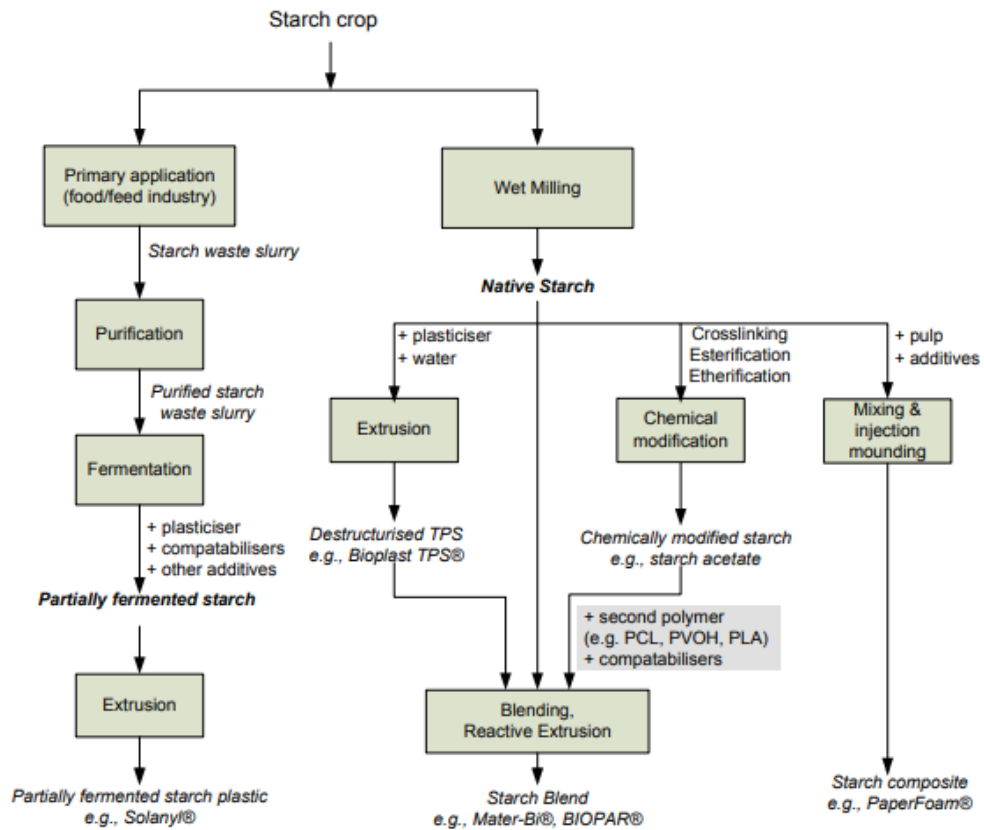 Starch crop
Primary application
(food/feed industry)
Wet Milling
Starch waste slurry
Native Starch
Purification
+ plasticiser
+ water
Crosslinking
Esterification
Etherification
+ pulp
+ additives
Purified starch
waste slurry
Extrusion
Chemical
modification
Mixing &
injection
mounding
Fermentation
+ plasticiser
+ compatabilisers
+ other additives
Destructurised TPS
e.g., Bioplast TPS®
Chemically modified starch
e.g., starch acetate
Partially fermented starch
+ second polymer
(e.g. PCL, PVOH, PLA)
+ compatabilisers
Extrusion
Blending,
Reactive Extrusion
Partially fermented starch plastic
e.g., Solanyl®
Starch Blend
e.g., Mater-Bi®, BIOPAR®
Starch composite
e.g., PaperFoam®